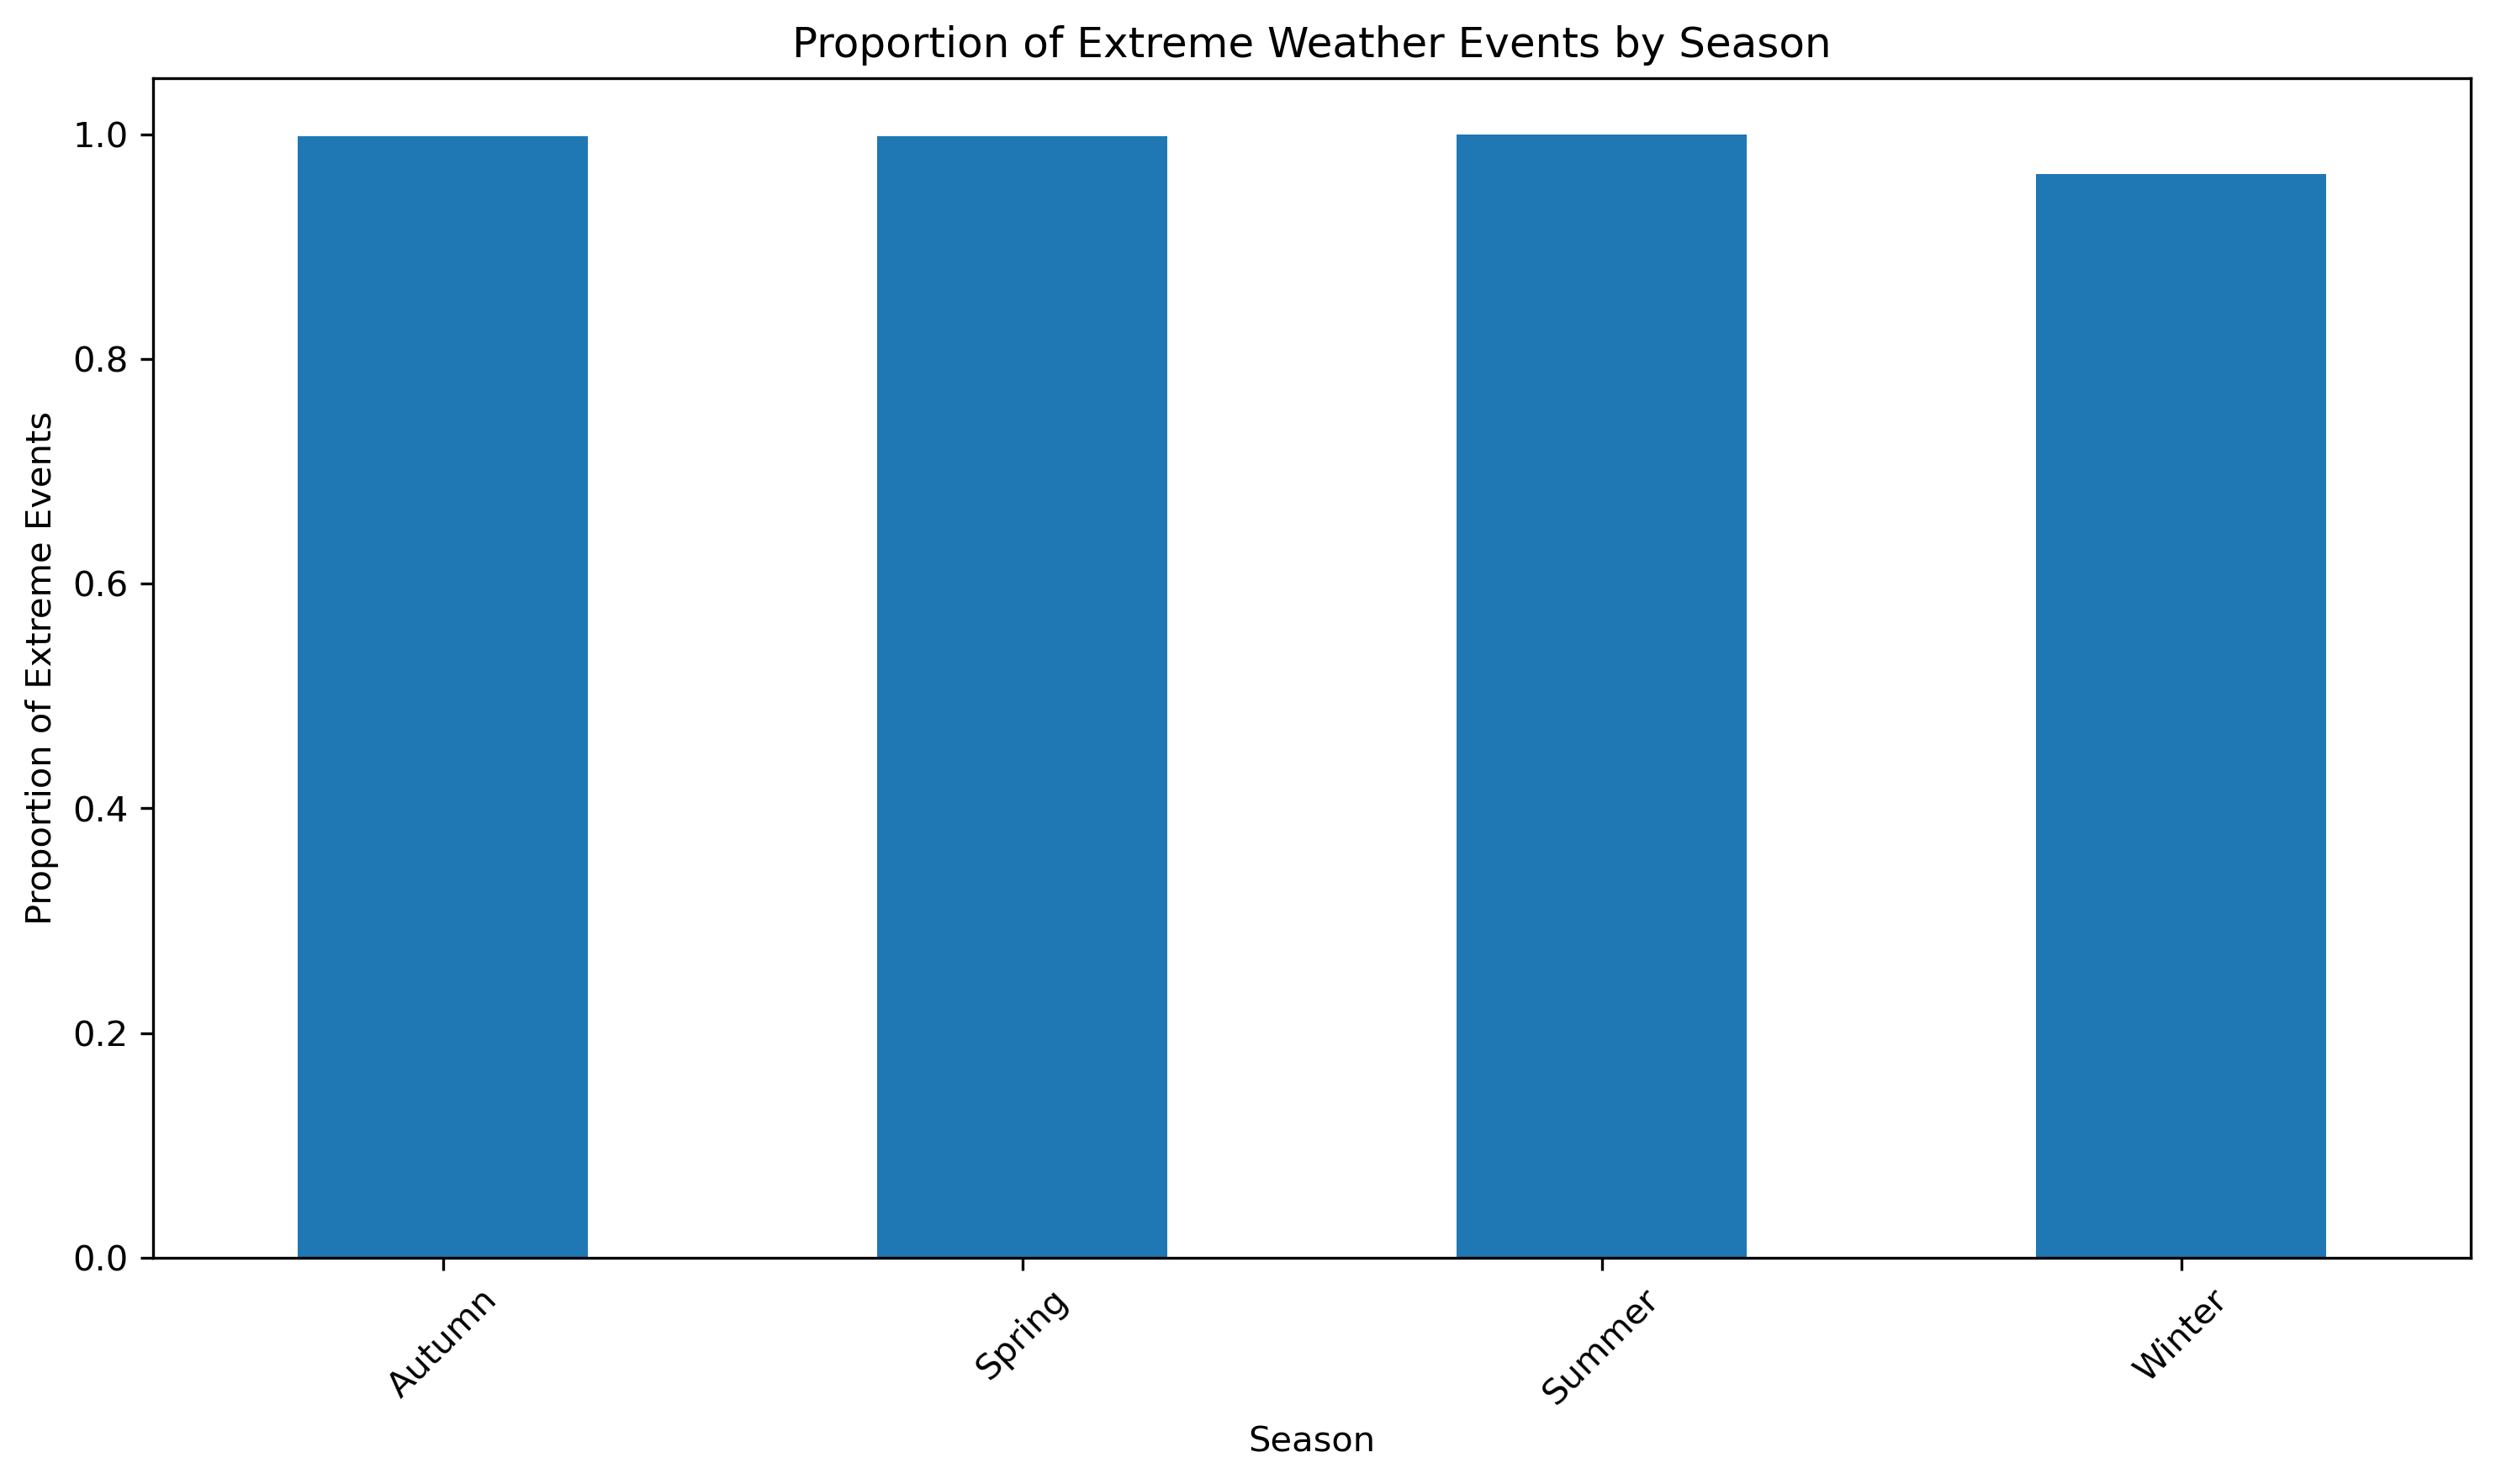 Proportion of Extreme Weather Events by Season
Proportion of Extreme Events
1.0
0.8
0.6
0.4
0.2
0.0
Autumn
Spring
Summer
Winter
Season